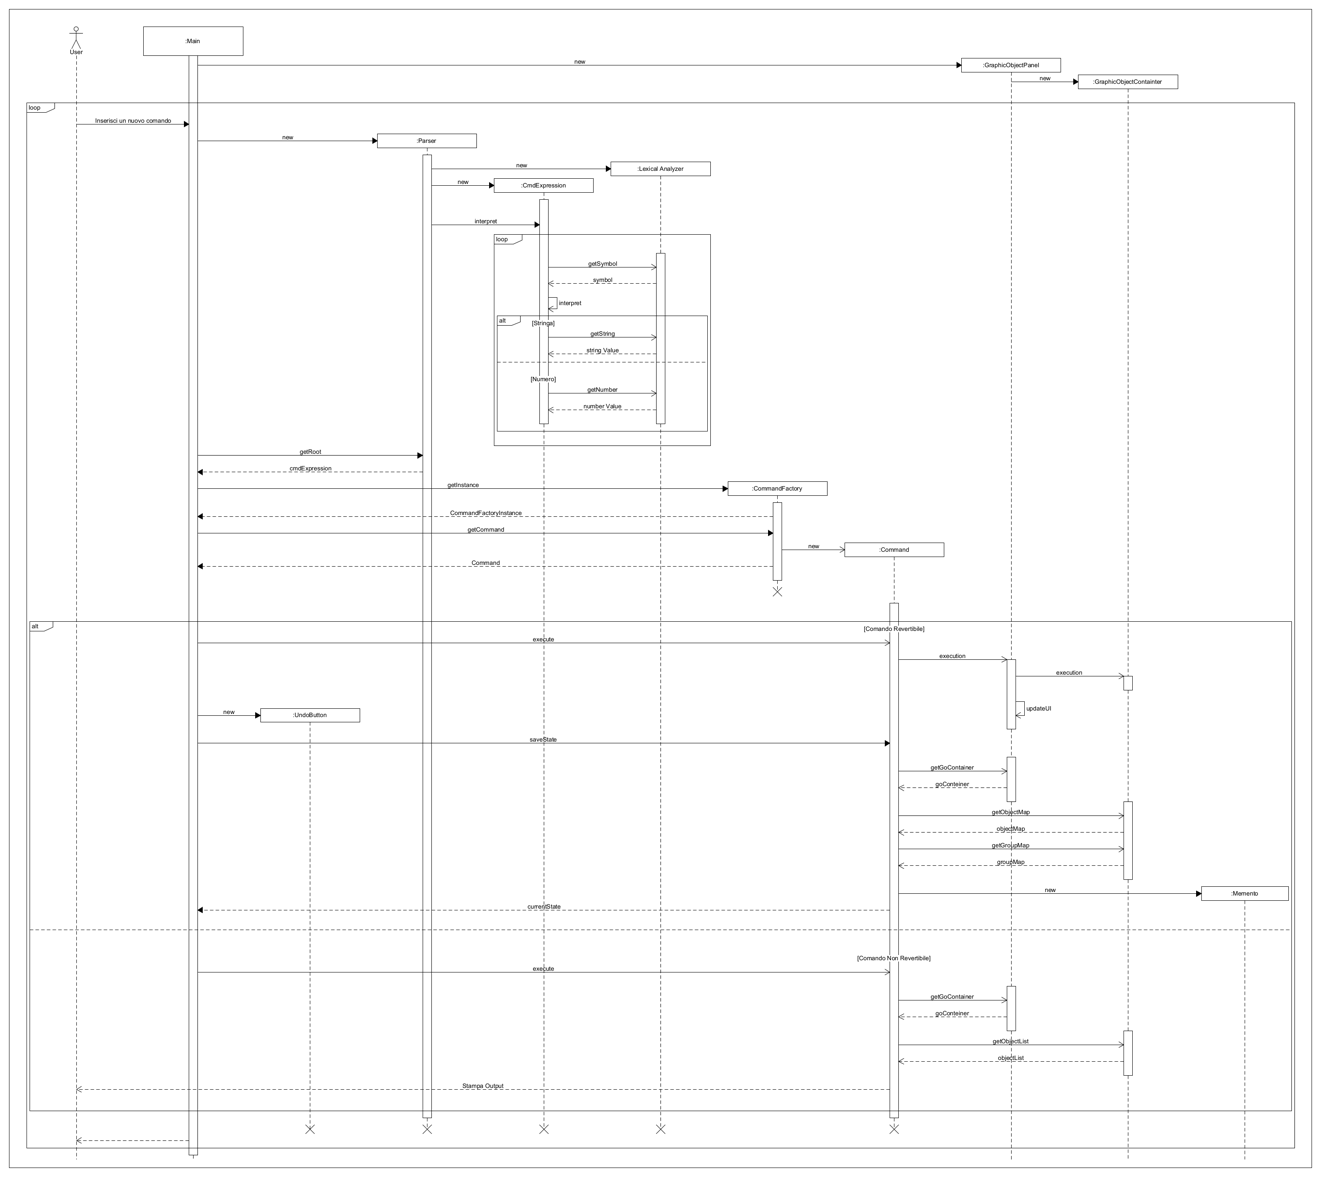 User
:Main
new
:GraphicObjectPanel
new
:GraphicObjectContainter
loop
Inserisci un nuovo comando
new
:Parser
new
:Lexical Analyzer
new
:CmdExpression
interpret
loop
getSymbol
symbol
interpret
alt
[Stringa]
getString
string Value
[Numero]
getNumber
number Value
getRoot
cmdExpression
getInstance
:CommandFactory
CommandFactoryInstance
getCommand
new
:Command
Command
alt
[Comando Revertibile]
execute
execution
execution
updateUI
new
:UndoButton
saveState
getGoContainer
goConteiner
getObjectMap
objectMap
getGroupMap
groupMap
new
:Memento
currentState
[Comando Non Revertibile]
execute
getGoContainer
goConteiner
getObjectList
objectList
Stampa Output